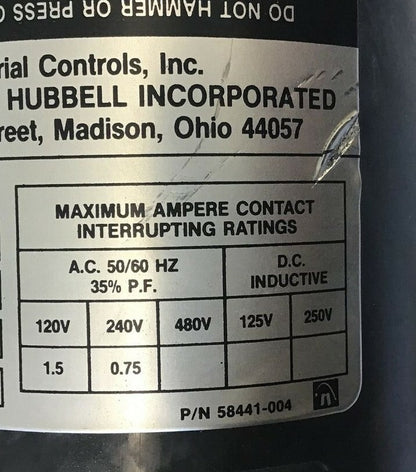 DO NOT HAMMER OR PRESS
rial Controls, Inc.
HUBBELL INCORPORATED
reet, Madison, Ohio 44057
MAXIMUM AMPERE CONTACT
INTERRUPTING RATINGS
A.C. 50/60 HZ D.C.
35% P.F. INDUCTIVE
120V 240V 480V 125V 250V
1.5 0.75
P/N 58441-004